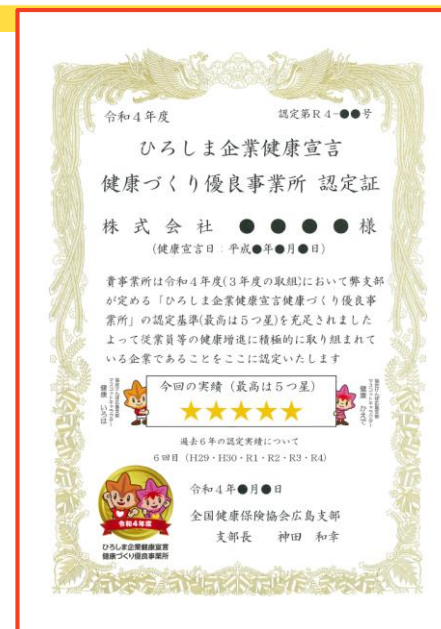 令和4年度
認定第R4-●●号
ひろしま企業健康宣言
健康づくり優良事業所 認定証
株式会社 ●●●●様
(健康宣言日:平成●年●月●日)
貴事業所は令和4年度(3年度の取組)において弊支部
が定める「ひろしま企業健康宣言健康づくり優良事
業所」の認定基準(最高は5つ星)を充足されました
よって従業員等の健康増進に積極的に取り組まれて
いる企業であることをここに認定いたします
健康 いろは
今回の実績(最高は5つ星)
★★★★★
健康 かえで
過去6年の認定実績について
6回目(H29・H30・R1・R2・R3・R4)
令和4年度
ひろしま企業健康宣言
健康づくり優良事業所
令和4年●月●日
全国健康保険協会広島支部
支部長 神田 和幸